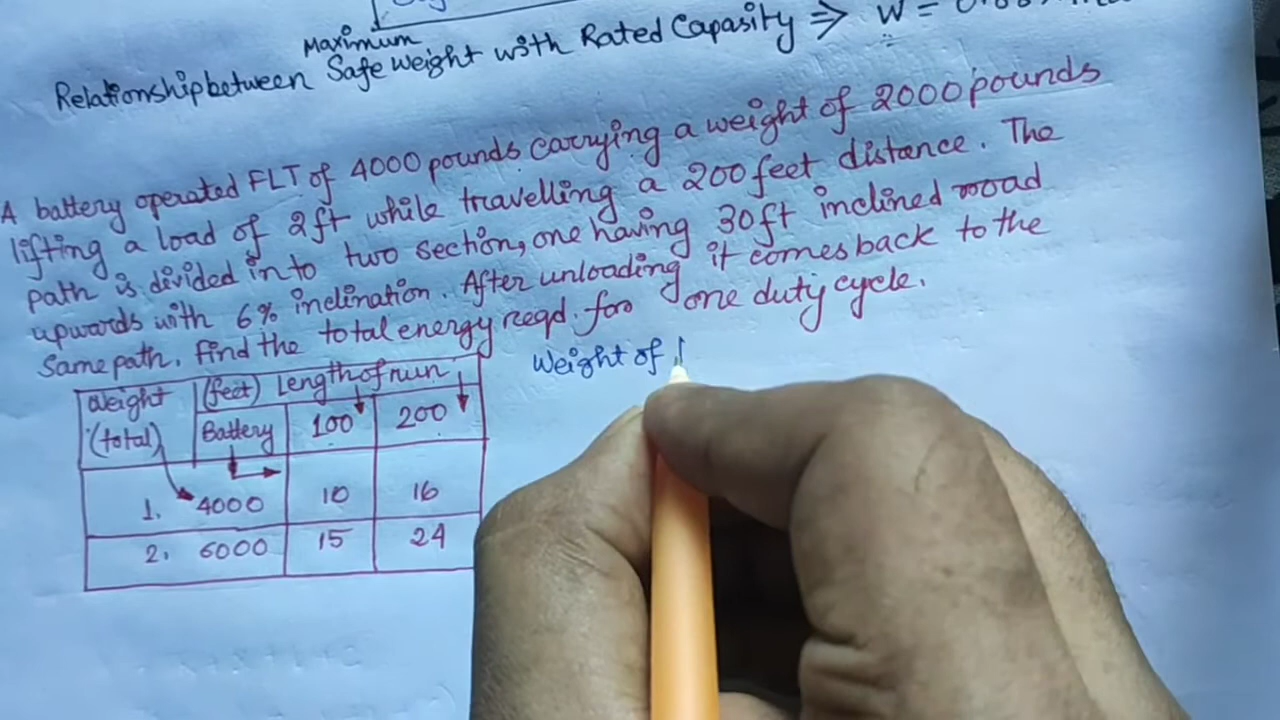 Maximum
Relationship between Safe Weight with Rated Capasity ⇒ W =
A battery operated FLT of 4000 pounds carrying a weight of 2000 pounds
lifting a load of 2ft while travelling a 200 feet distance. The
path is divided in to two section, one having 30ft inclined road
upwards with 6% inclination. After unloading it comes back to the
Same path. Find the total energy reqd. for one duty cycle.
Weight of
Weight (total)
(feet) Length of run
Battery 100 200
1. 4000 10 16
2. 6000 15 24